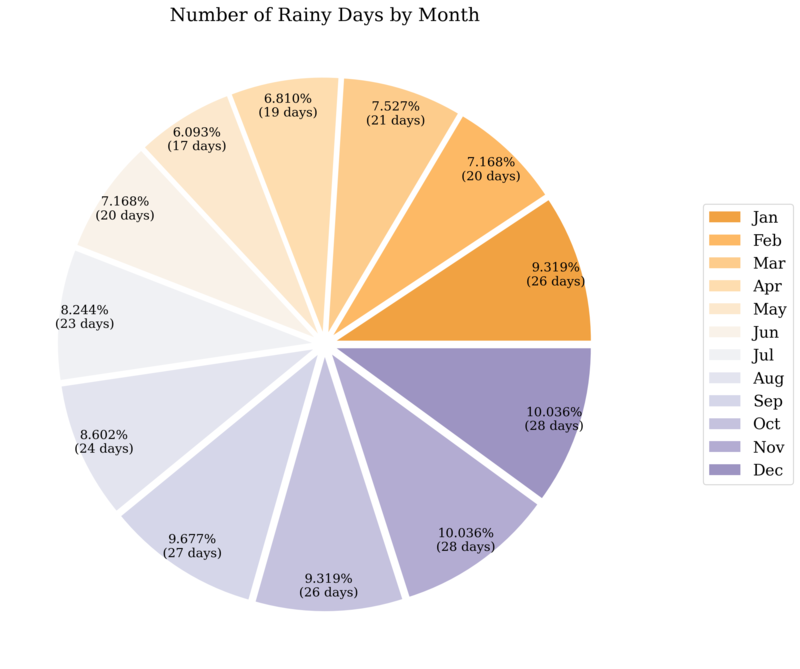 Number of Rainy Days by Month
6.810%
(19 days)
7.527%
(21 days)
6.093%
(17 days)
7.168%
(20 days)
7.168%
(20 days)
9.319%
(26 days)
8.244%
(23 days)
10.036%
(28 days)
8.602%
(24 days)
9.677%
(27 days)
10.036%
(28 days)
9.319%
(26 days)
Jan
Feb
Mar
Apr
May
Jun
Jul
Aug
Sep
Oct
Nov
Dec